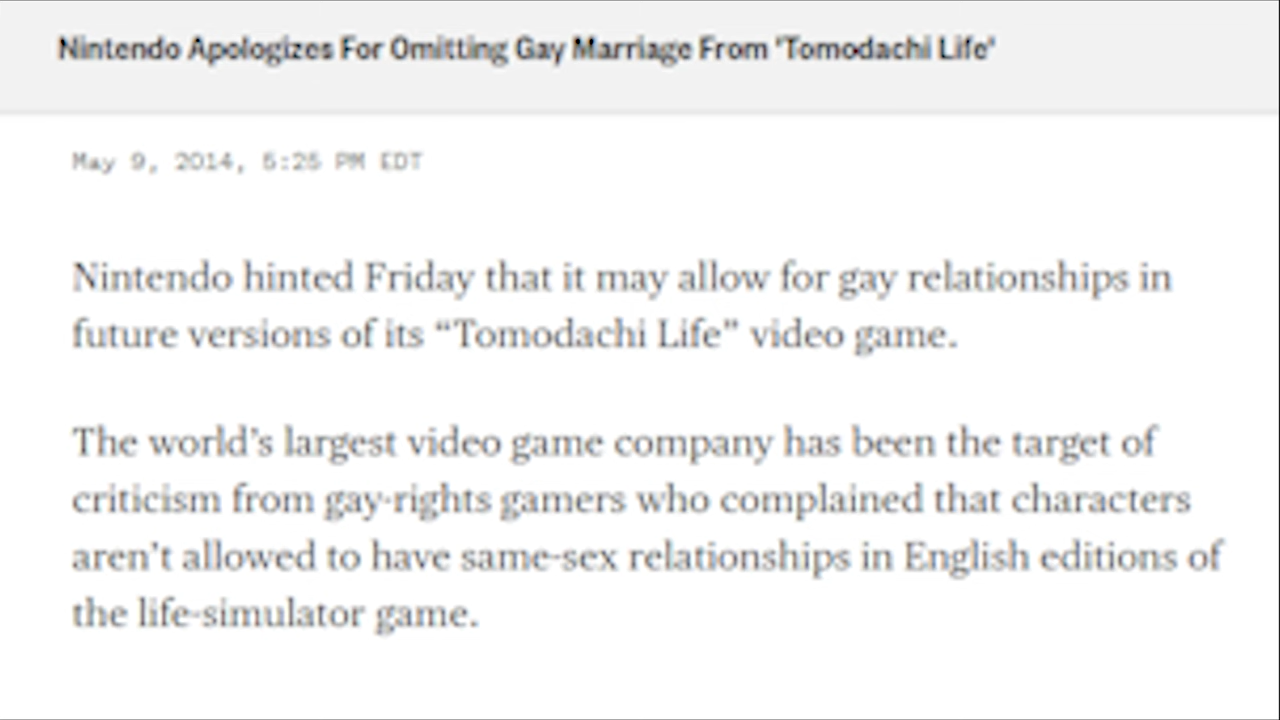 Nintendo Apologizes For Omitting Gay Marriage From 'Tomodachi Life'
May 9, 2014, 5:25 PM EDT
Nintendo hinted Friday that it may allow for gay relationships in
future versions of its “Tomodachi Life” video game.
The world’s largest video game company has been the target of
criticism from gay-rights gamers who complained that characters
aren’t allowed to have same-sex relationships in English editions of
the life-simulator game.